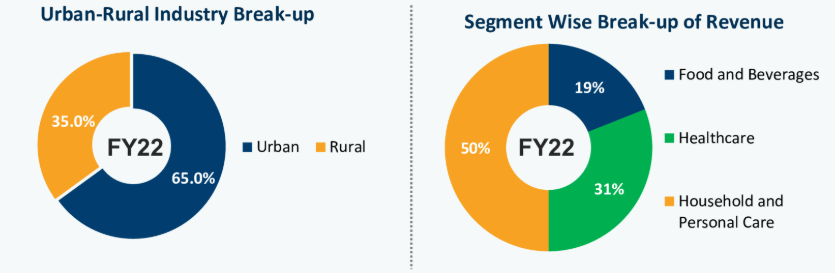 Urban-Rural Industry Break-up
35.0%
FY22
65.0%
Urban
Rural
Segment Wise Break-up of Revenue
19%
50%
FY22
31%
Food and Beverages
Healthcare
Household and
Personal Care